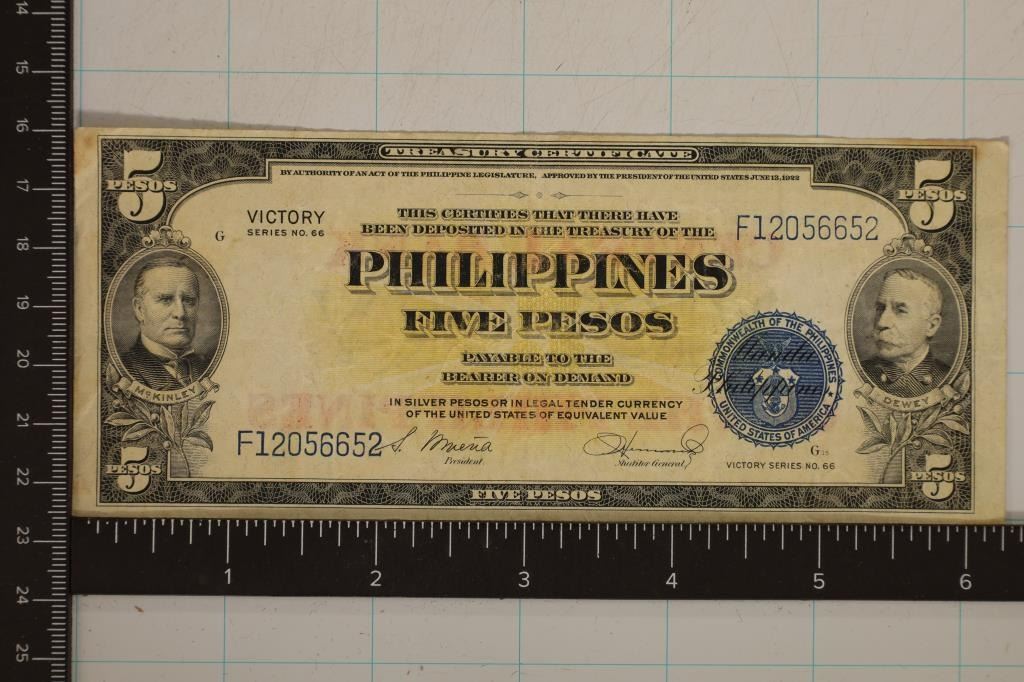 TREASURY CERTIFICATE
BY AUTHORITY OF AN ACT OF THE PHILIPPINE LEGISLATURE, APPROVED BY THE PRESIDENT OF THE UNITED STATES JUNE 13, 1922
5
PESOS
5
PESOS
VICTORY
SERIES NO. 66
G
THIS CERTIFIES THAT THERE HAVE
BEEN DEPOSITED IN THE TREASURY OF THE
F12056652
PHILIPPINES
FIVE PESOS
PAYABLE TO THE
BEARER ON DEMAND
IN SILVER PESOS OR IN LEGAL TENDER CURRENCY
OF THE UNITED STATES OF EQUIVALENT VALUE
McKINLEY
DEWEY
COMMONWEALTH OF THE PHILIPPINES
Manila
Philippines
UNITED STATES OF AMERICA
F12056652
S. Osmeña
President.
Auditor General.
G
VICTORY SERIES NO. 66
5
PESOS
5
PESOS
FIVE PESOS
14
15
16
17
18
19
20
21
22
23
24
25
1 2 3 4 5 6